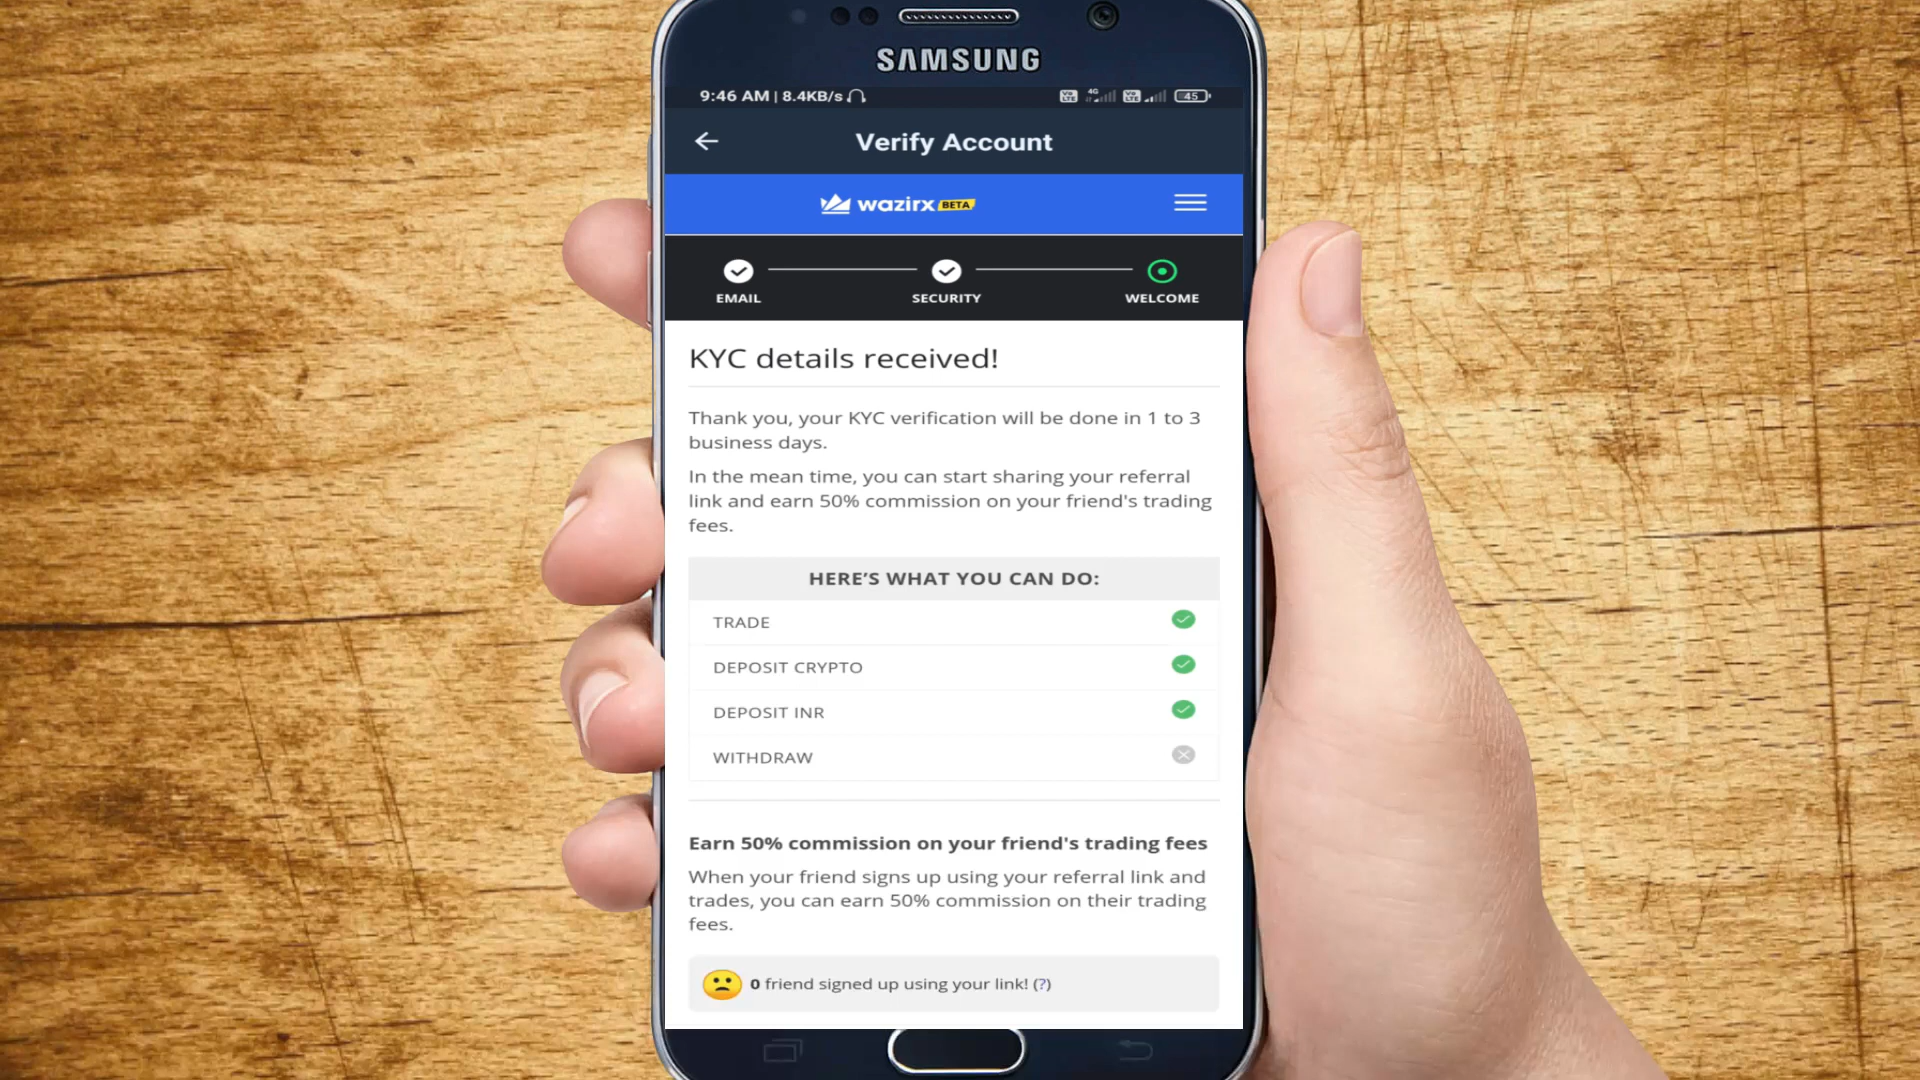 SAMSUNG
9:46 AM | 8.4KB/s
Vo LTE 4G Vo LTE 45
Verify Account
wazirx BETA
EMAIL SECURITY WELCOME
KYC details received!
Thank you, your KYC verification will be done in 1 to 3
business days.
In the mean time, you can start sharing your referral
link and earn 50% commission on your friend's trading
fees.
HERE’S WHAT YOU CAN DO:
TRADE
DEPOSIT CRYPTO
DEPOSIT INR
WITHDRAW
Earn 50% commission on your friend's trading fees
When your friend signs up using your referral link and
trades, you can earn 50% commission on their trading
fees.
0 friend signed up using your link! (?)